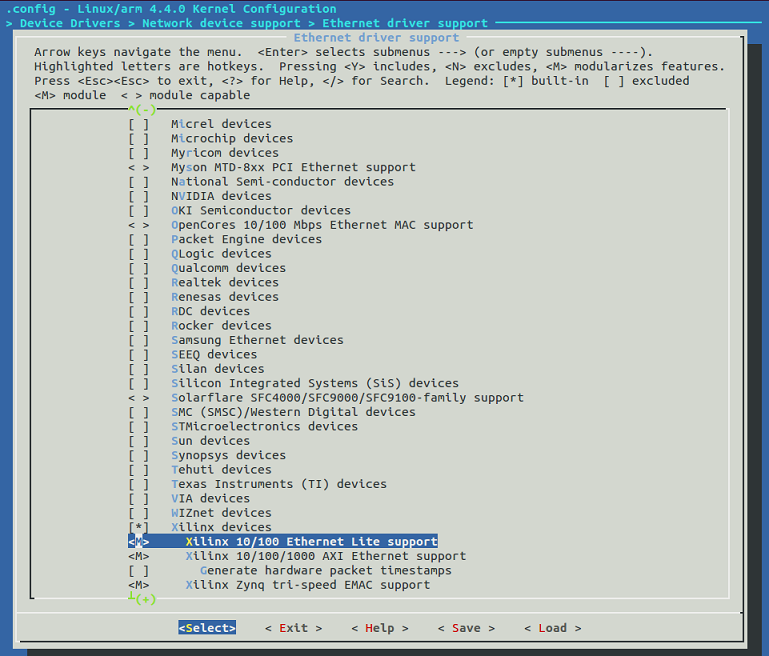 .config - Linux/arm 4.4.0 Kernel Configuration
> Device Drivers > Network device support > Ethernet driver support
Ethernet driver support
Arrow keys navigate the menu.  <Enter> selects submenus ---> (or empty submenus ----).
Highlighted letters are hotkeys.  Pressing <Y> includes, <N> excludes, <M> modularizes features.
Press <Esc><Esc> to exit, <?> for Help, </> for Search.  Legend: [*] built-in  [ ] excluded
<M> module  < > module capable
^(-)
[ ]   Micrel devices
[ ]   Microchip devices
[ ]   Myricom devices
< >   Myson MTD-8xx PCI Ethernet support
[ ]   National Semi-conductor devices
[ ]   NVIDIA devices
[ ]   OKI Semiconductor devices
< >   OpenCores 10/100 Mbps Ethernet MAC support
[ ]   Packet Engine devices
[ ]   QLogic devices
[ ]   Qualcomm devices
[ ]   Realtek devices
[ ]   Renesas devices
[ ]   RDC devices
[ ]   Rocker devices
[ ]   Samsung Ethernet devices
[ ]   SEEQ devices
[ ]   Silan devices
[ ]   Silicon Integrated Systems (SiS) devices
< >   Solarflare SFC4000/SFC9000/SFC9100-family support
[ ]   SMC (SMSC)/Western Digital devices
[ ]   STMicroelectronics devices
[ ]   Sun devices
[ ]   Synopsys devices
[ ]   Tehuti devices
[ ]   Texas Instruments (TI) devices
[ ]   VIA devices
[ ]   WIZnet devices
[*]   Xilinx devices
<M>     Xilinx 10/100 Ethernet Lite support
<M>     Xilinx 10/100/1000 AXI Ethernet support
[ ]       Generate hardware packet timestamps
<M>     Xilinx Zynq tri-speed EMAC support
(+)
<Select>    < Exit >    < Help >    < Save >    < Load >